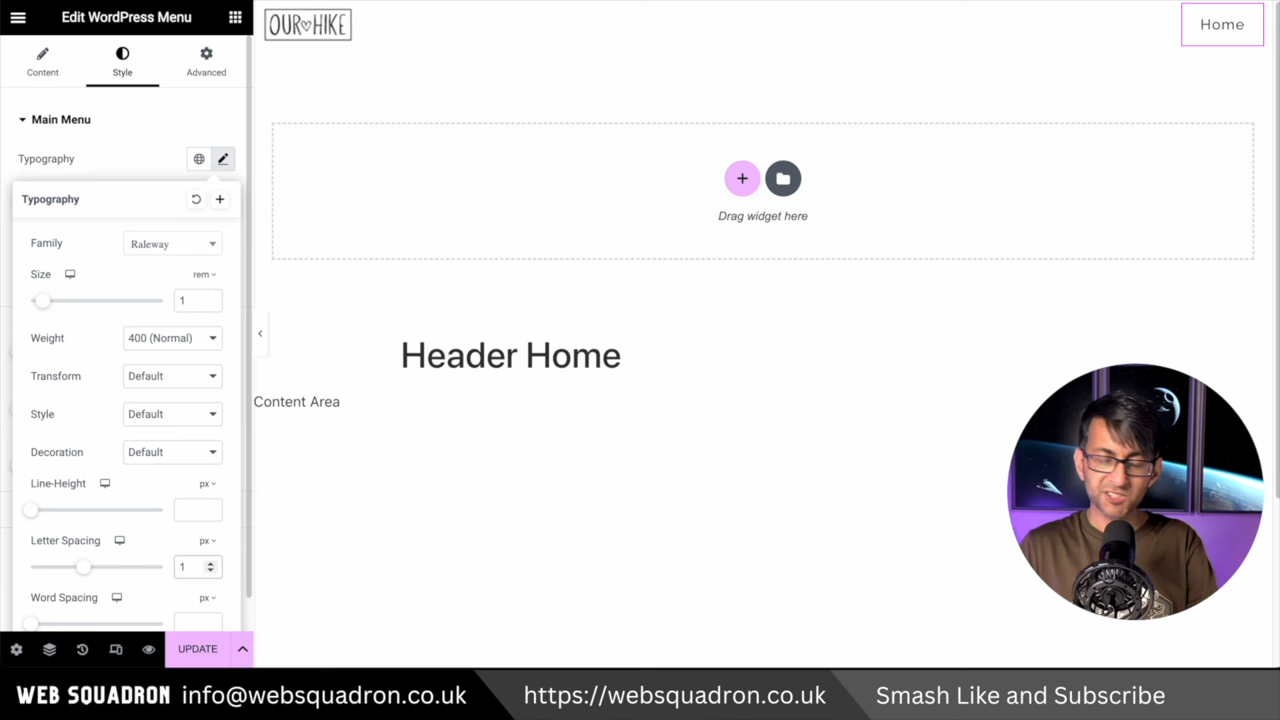 Edit WordPress Menu
Content
Style
Advanced
Main Menu
Typography
Typography
Family
Raleway
Size
rem
1
Weight
400 (Normal)
Transform
Default
Style
Default
Decoration
Default
Line-Height
px
Letter Spacing
px
1
Word Spacing
px
UPDATE
OUR HIKE
Home
Drag widget here
Header Home
Content Area
WEB SQUADRON info@websquadron.co.uk https://websquadron.co.uk Smash Like and Subscribe